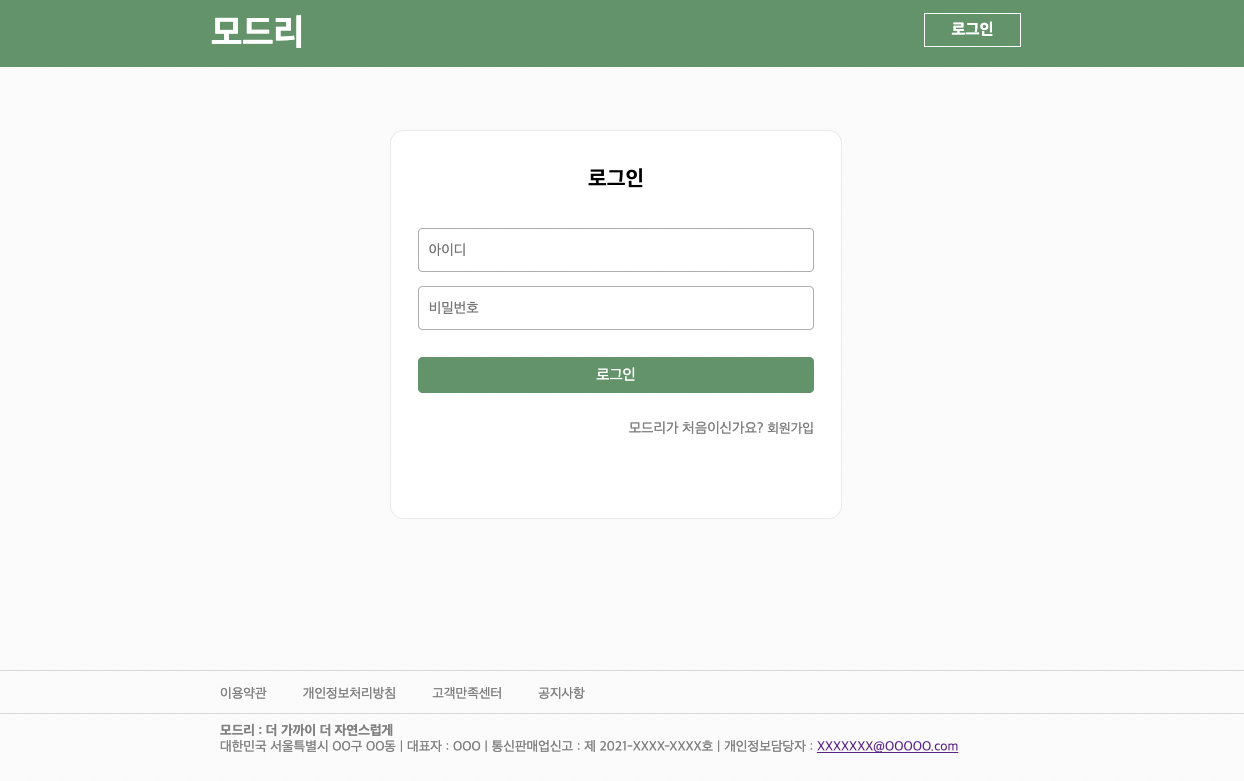 모드리
로그인
로그인
아이디
비밀번호
로그인
모드리가 처음이신가요? 회원가입
이용약관 개인정보처리방침 고객만족센터 공지사항
모드리 : 더 가까이 더 자연스럽게
대한민국 서울특별시 OO구 OO동 | 대표자 : OOO | 통신판매업신고 : 제 2021-XXXX-XXXX호 | 개인정보담당자 : XXXXXXX@OOOOO.com